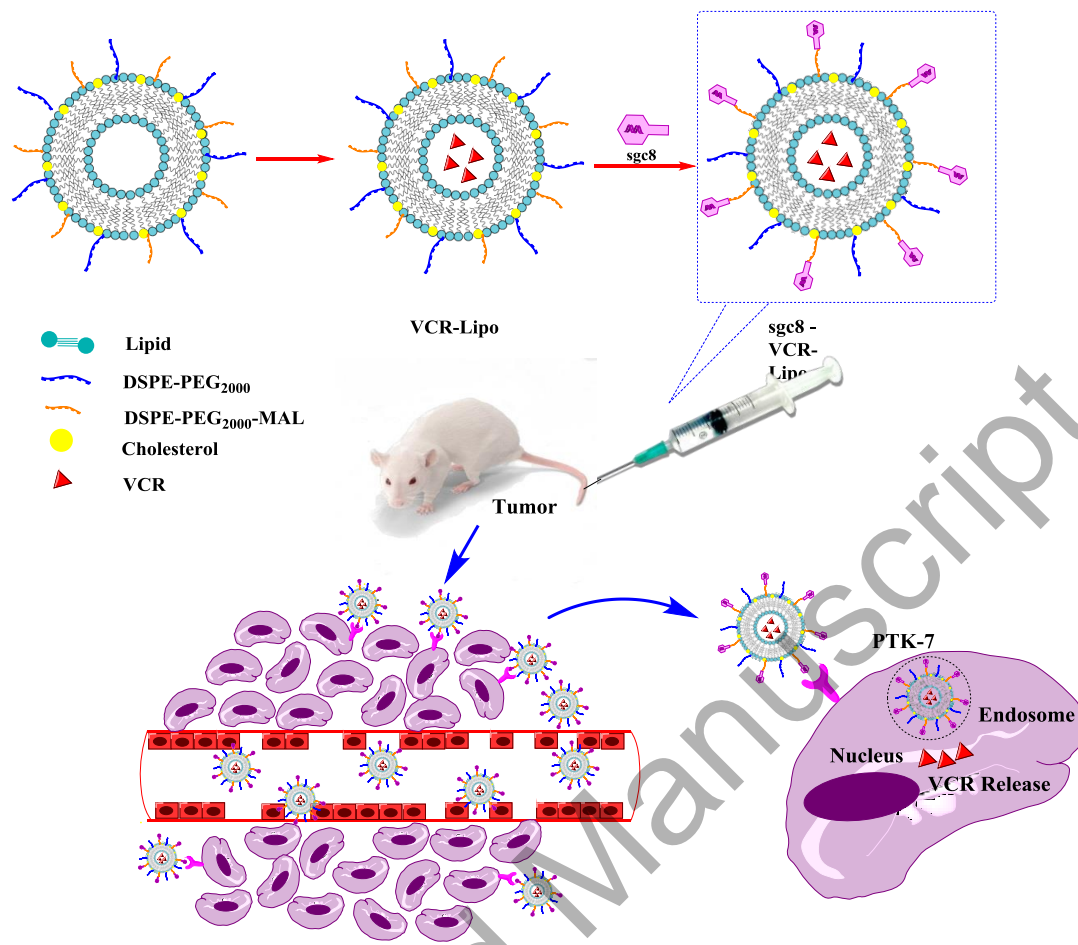 sgc8
VCR-Lipo
sgc8 -
VCR-
Lipo
Lipid
DSPE-PEG2000
DSPE-PEG2000-MAL
Cholesterol
VCR
Tumor
PTK-7
Endosome
Nucleus
VCR Release
Manuscript